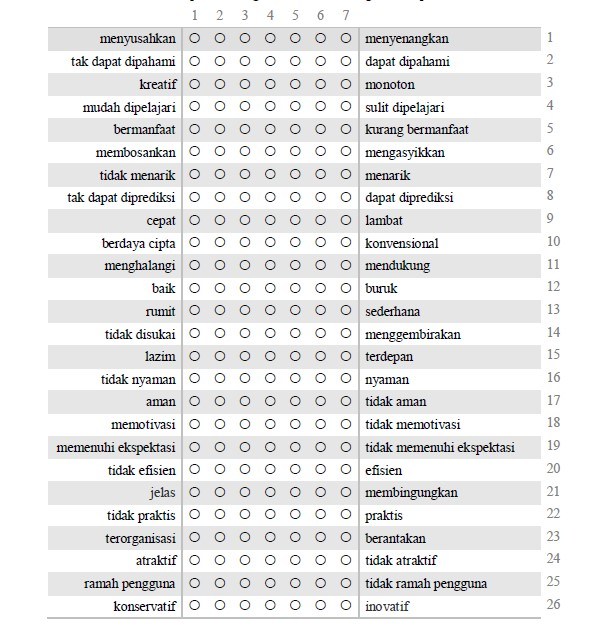 1 2 3 4 5 6 7
menyusahkan ○ ○ ○ ○ ○ ○ ○ menyenangkan 1
tak dapat dipahami ○ ○ ○ ○ ○ ○ ○ dapat dipahami 2
kreatif ○ ○ ○ ○ ○ ○ ○ monoton 3
mudah dipelajari ○ ○ ○ ○ ○ ○ ○ sulit dipelajari 4
bermanfaat ○ ○ ○ ○ ○ ○ ○ kurang bermanfaat 5
membosankan ○ ○ ○ ○ ○ ○ ○ mengasyikkan 6
tidak menarik ○ ○ ○ ○ ○ ○ ○ menarik 7
tak dapat diprediksi ○ ○ ○ ○ ○ ○ ○ dapat diprediksi 8
cepat ○ ○ ○ ○ ○ ○ ○ lambat 9
berdaya cipta ○ ○ ○ ○ ○ ○ ○ konvensional 10
menghalangi ○ ○ ○ ○ ○ ○ ○ mendukung 11
baik ○ ○ ○ ○ ○ ○ ○ buruk 12
rumit ○ ○ ○ ○ ○ ○ ○ sederhana 13
tidak disukai ○ ○ ○ ○ ○ ○ ○ menggembirakan 14
lazim ○ ○ ○ ○ ○ ○ ○ terdepan 15
tidak nyaman ○ ○ ○ ○ ○ ○ ○ nyaman 16
aman ○ ○ ○ ○ ○ ○ ○ tidak aman 17
memotivasi ○ ○ ○ ○ ○ ○ ○ tidak memotivasi 18
memenuhi ekspektasi ○ ○ ○ ○ ○ ○ ○ tidak memenuhi ekspektasi 19
tidak efisien ○ ○ ○ ○ ○ ○ ○ efisien 20
jelas ○ ○ ○ ○ ○ ○ ○ membingungkan 21
tidak praktis ○ ○ ○ ○ ○ ○ ○ praktis 22
terorganisasi ○ ○ ○ ○ ○ ○ ○ berantakan 23
atraktif ○ ○ ○ ○ ○ ○ ○ tidak atraktif 24
ramah pengguna ○ ○ ○ ○ ○ ○ ○ tidak ramah pengguna 25
konservatif ○ ○ ○ ○ ○ ○ ○ inovatif 26